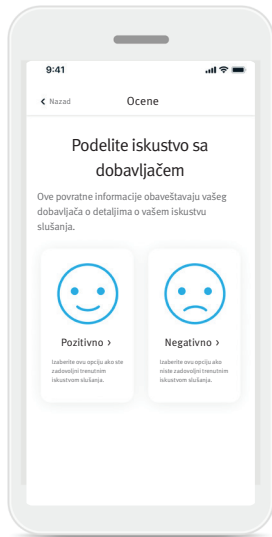 9:41
Nazad
Ocene
Podelite iskustvo sa
dobavljačem
Ove povratne informacije obaveštavaju vašeg
dobavljača o detaljima o vašem iskustvu
slušanja.
Pozitivno
Izaberite ovu opciju ako ste
zadovoljni trenutnim
iskustvom slušanja.
Negativno
Izaberite ovu opciju ako
niste zadovoljni trenutnim
iskustvom slušanja.